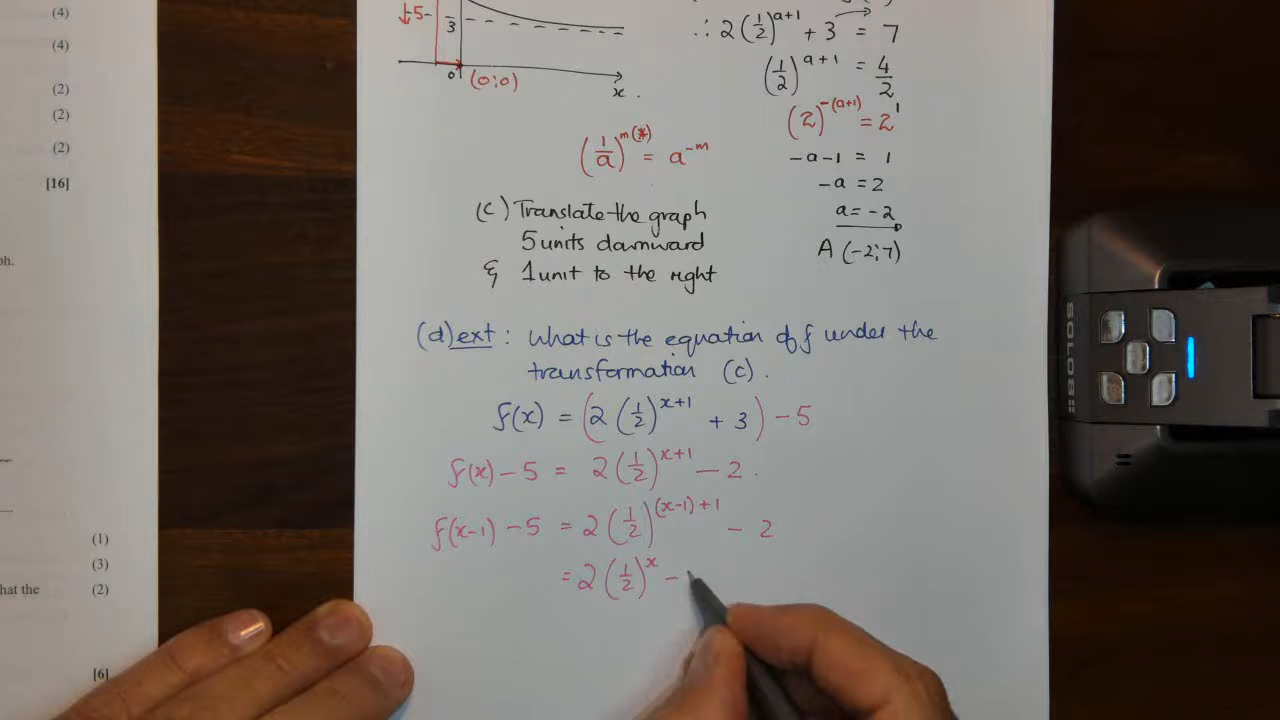 (4)
(4)
(2)
(2)
(2)
[16]
ph.
(1)
(3)
hat the (2)
[6]
-5
3
0
(0;0)
x
∴ 2(1/2)^(a+1) + 3 = 7
(1/2)^(a+1) = 4/2
(2)^(-(a+1)) = 2^1
-a-1 = 1
-a = 2
a = -2
A (-2;7)
(1/a)^(m(*)) = a^(-m)
(c) Translate the graph
5 units downward
& 1 unit to the right
(d) ext : What is the equation of f under the
transformation (c).
f(x) = (2(1/2)^(x+1) + 3) - 5
f(x) - 5 = 2(1/2)^(x+1) - 2.
f(x-1) - 5 = 2(1/2)^((x-1)+1) - 2
= 2(1/2)^x -
SOLO8